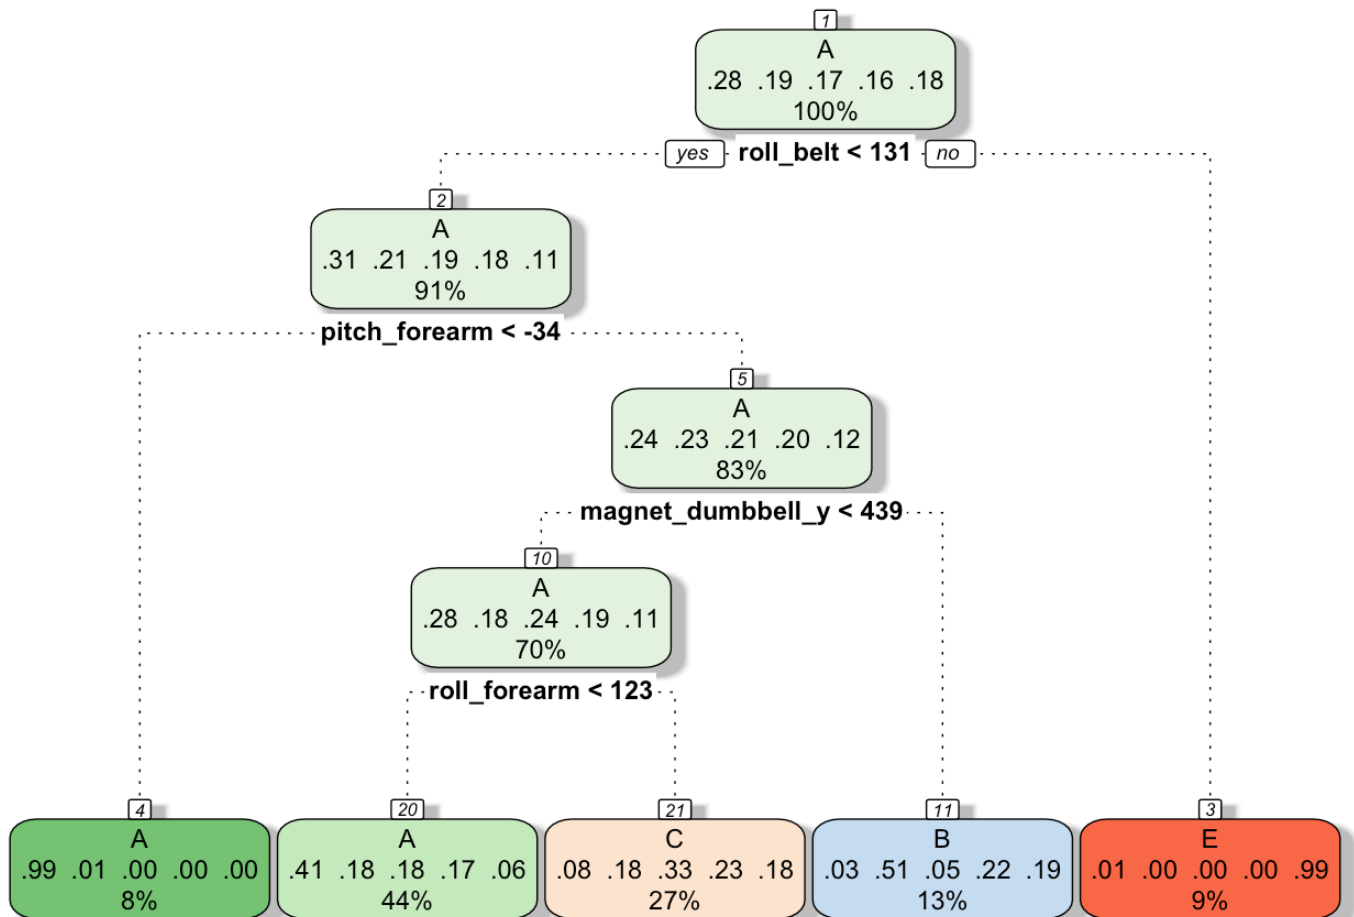 1
A
.28 .19 .17 .16 .18
100%
yes roll_belt < 131 no
2
A
.31 .21 .19 .18 .11
91%
pitch_forearm < -34
5
A
.24 .23 .21 .20 .12
83%
magnet_dumbbell_y < 439
10
A
.28 .18 .24 .19 .11
70%
roll_forearm < 123
4
A
.99 .01 .00 .00 .00
8%
20
A
.41 .18 .18 .17 .06
44%
21
C
.08 .18 .33 .23 .18
27%
11
B
.03 .51 .05 .22 .19
13%
3
E
.01 .00 .00 .00 .99
9%